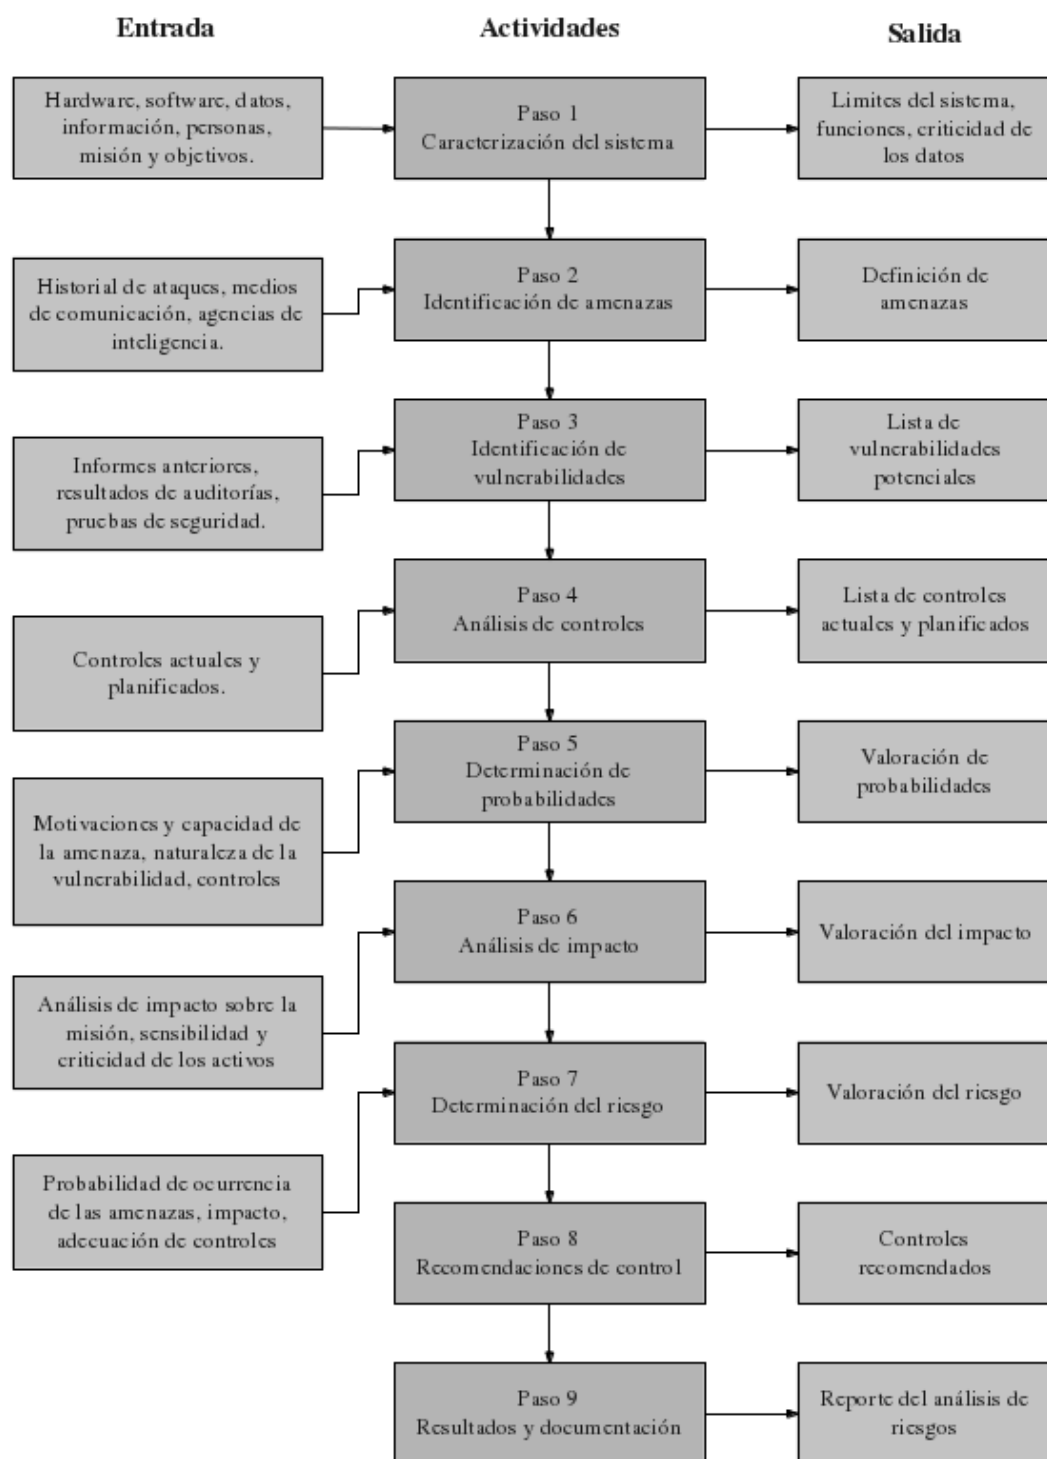 Entrada
Actividades
Salida
Hardware, software, datos,
información, personas,
misión y objetivos.
Paso 1
Caracterización del sistema
Limites del sistema,
funciones, criticidad de
los datos
Historial de ataques, medios
de comunicación, agencias de
inteligencia.
Paso 2
Identificación de amenazas
Definición de
amenazas
Informes anteriores,
resultados de auditorías,
pruebas de seguridad.
Paso 3
Identificación de
vulnerabilidades
Lista de
vulnerabilidades
potenciales
Controles actuales y
planificados.
Paso 4
Análisis de controles
Lista de controles
actuales y planificados
Motivaciones y capacidad de
la amenaza, naturaleza de la
vulnerabilidad, controles
Paso 5
Determinación de
probabilidades
Valoración de
probabilidades
Análisis de impacto sobre la
misión, sensibilidad y
criticidad de los activos
Paso 6
Análisis de impacto
Valoración del impacto
Probabilidad de ocurrencia
de las amenazas, impacto,
adecuación de controles
Paso 7
Determinación del riesgo
Valoración del riesgo
Paso 8
Recomendaciones de control
Controles
recomendados
Paso 9
Resultados y documentación
Reporte del análisis de
riesgos